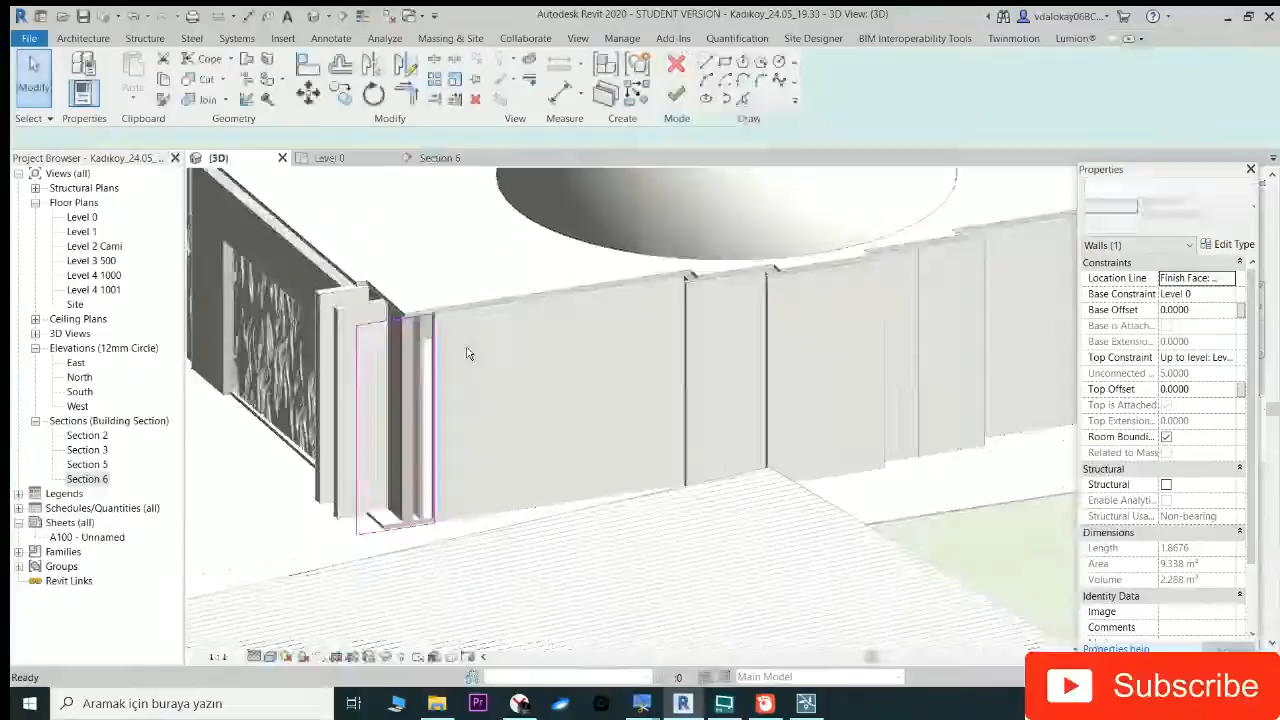 Autodesk Revit 2020 - STUDENT VERSION - Kadıkoy_24.05_19.33 - 3D View: {3D}
vdalokay06BC...
File Architecture Structure Steel Systems Insert Annotate Analyze Massing & Site Collaborate View Manage Add-Ins Quantification Site Designer BIM Interoperability Tools Twinmotion Lumion®
Modify
Paste
Cope
Cut
Join
Select Properties Clipboard Geometry Modify View Measure Create Mode Draw
Project Browser - Kadıkoy_24.05_...
{3D}
Level 0
Section 6
Views (all)
Structural Plans
Floor Plans
Level 0
Level 1
Level 2 Cami
Level 3 500
Level 4 1000
Level 4 1001
Site
Ceiling Plans
3D Views
Elevations (12mm Circle)
East
North
South
West
Sections (Building Section)
Section 2
Section 3
Section 5
Section 6
Legends
Schedules/Quantities (all)
Sheets (all)
A100 - Unnamed
Families
Groups
Revit Links
Properties
Walls (1)
Edit Type
Constraints
Location Line Finish Face: ...
Base Constraint Level 0
Base Offset 0.0000
Base is Attach...
Base Extensio... 0.0000
Top Constraint Up to level: Lev...
Unconnected ... 5.0000
Top Offset 0.0000
Top is Attached
Top Extension... 0.0000
Room Boundi...
Related to Mass
Structural
Structural
Enable Analyti...
Structural Usa... Non-bearing
Dimensions
Length 1.8676
Area 9.338 m²
Volume 2.288 m³
Identity Data
Image
Comments
Properties help
Ready
:0
Main Model
Aramak için buraya yazın
Pr
R
Subscribe